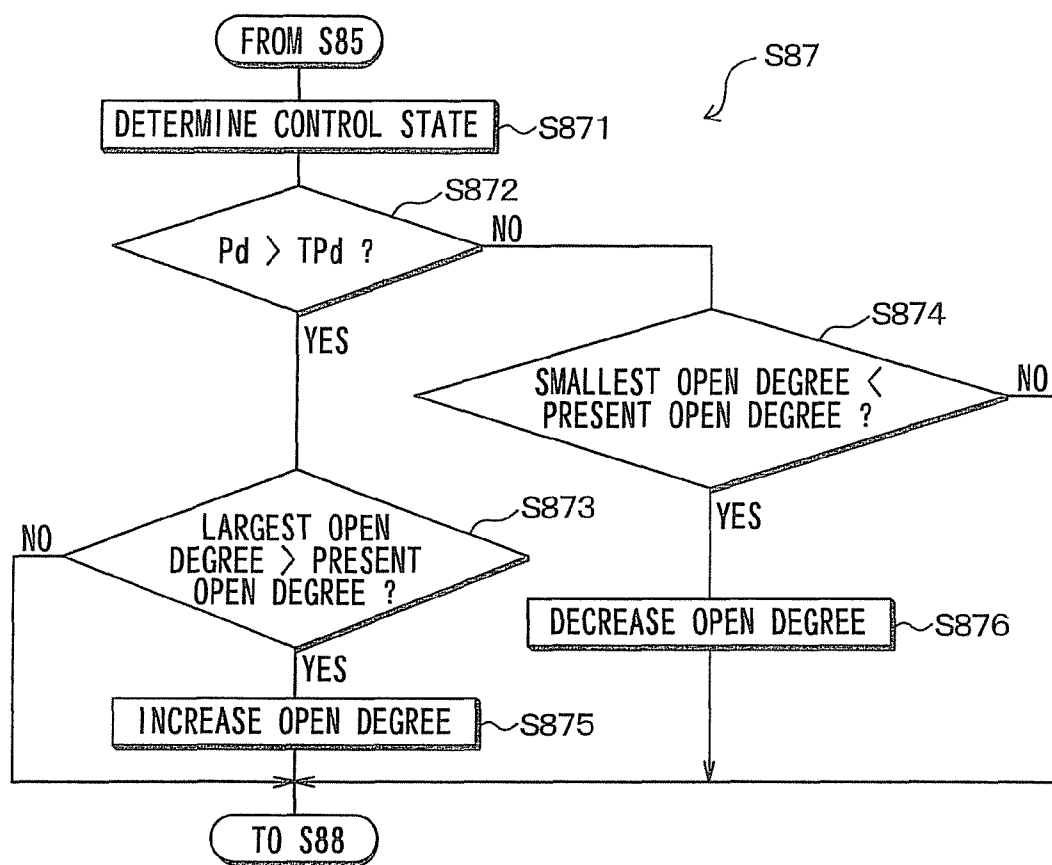 FROM S85
S87
DETERMINE CONTROL STATE
S871
S872
Pd > TPd ?
NO
YES
S874
SMALLEST OPEN DEGREE <
PRESENT OPEN DEGREE ?
NO
YES
S873
LARGEST OPEN
DEGREE > PRESENT
OPEN DEGREE ?
NO
YES
DECREASE OPEN DEGREE
S876
INCREASE OPEN DEGREE
S875
TO S88